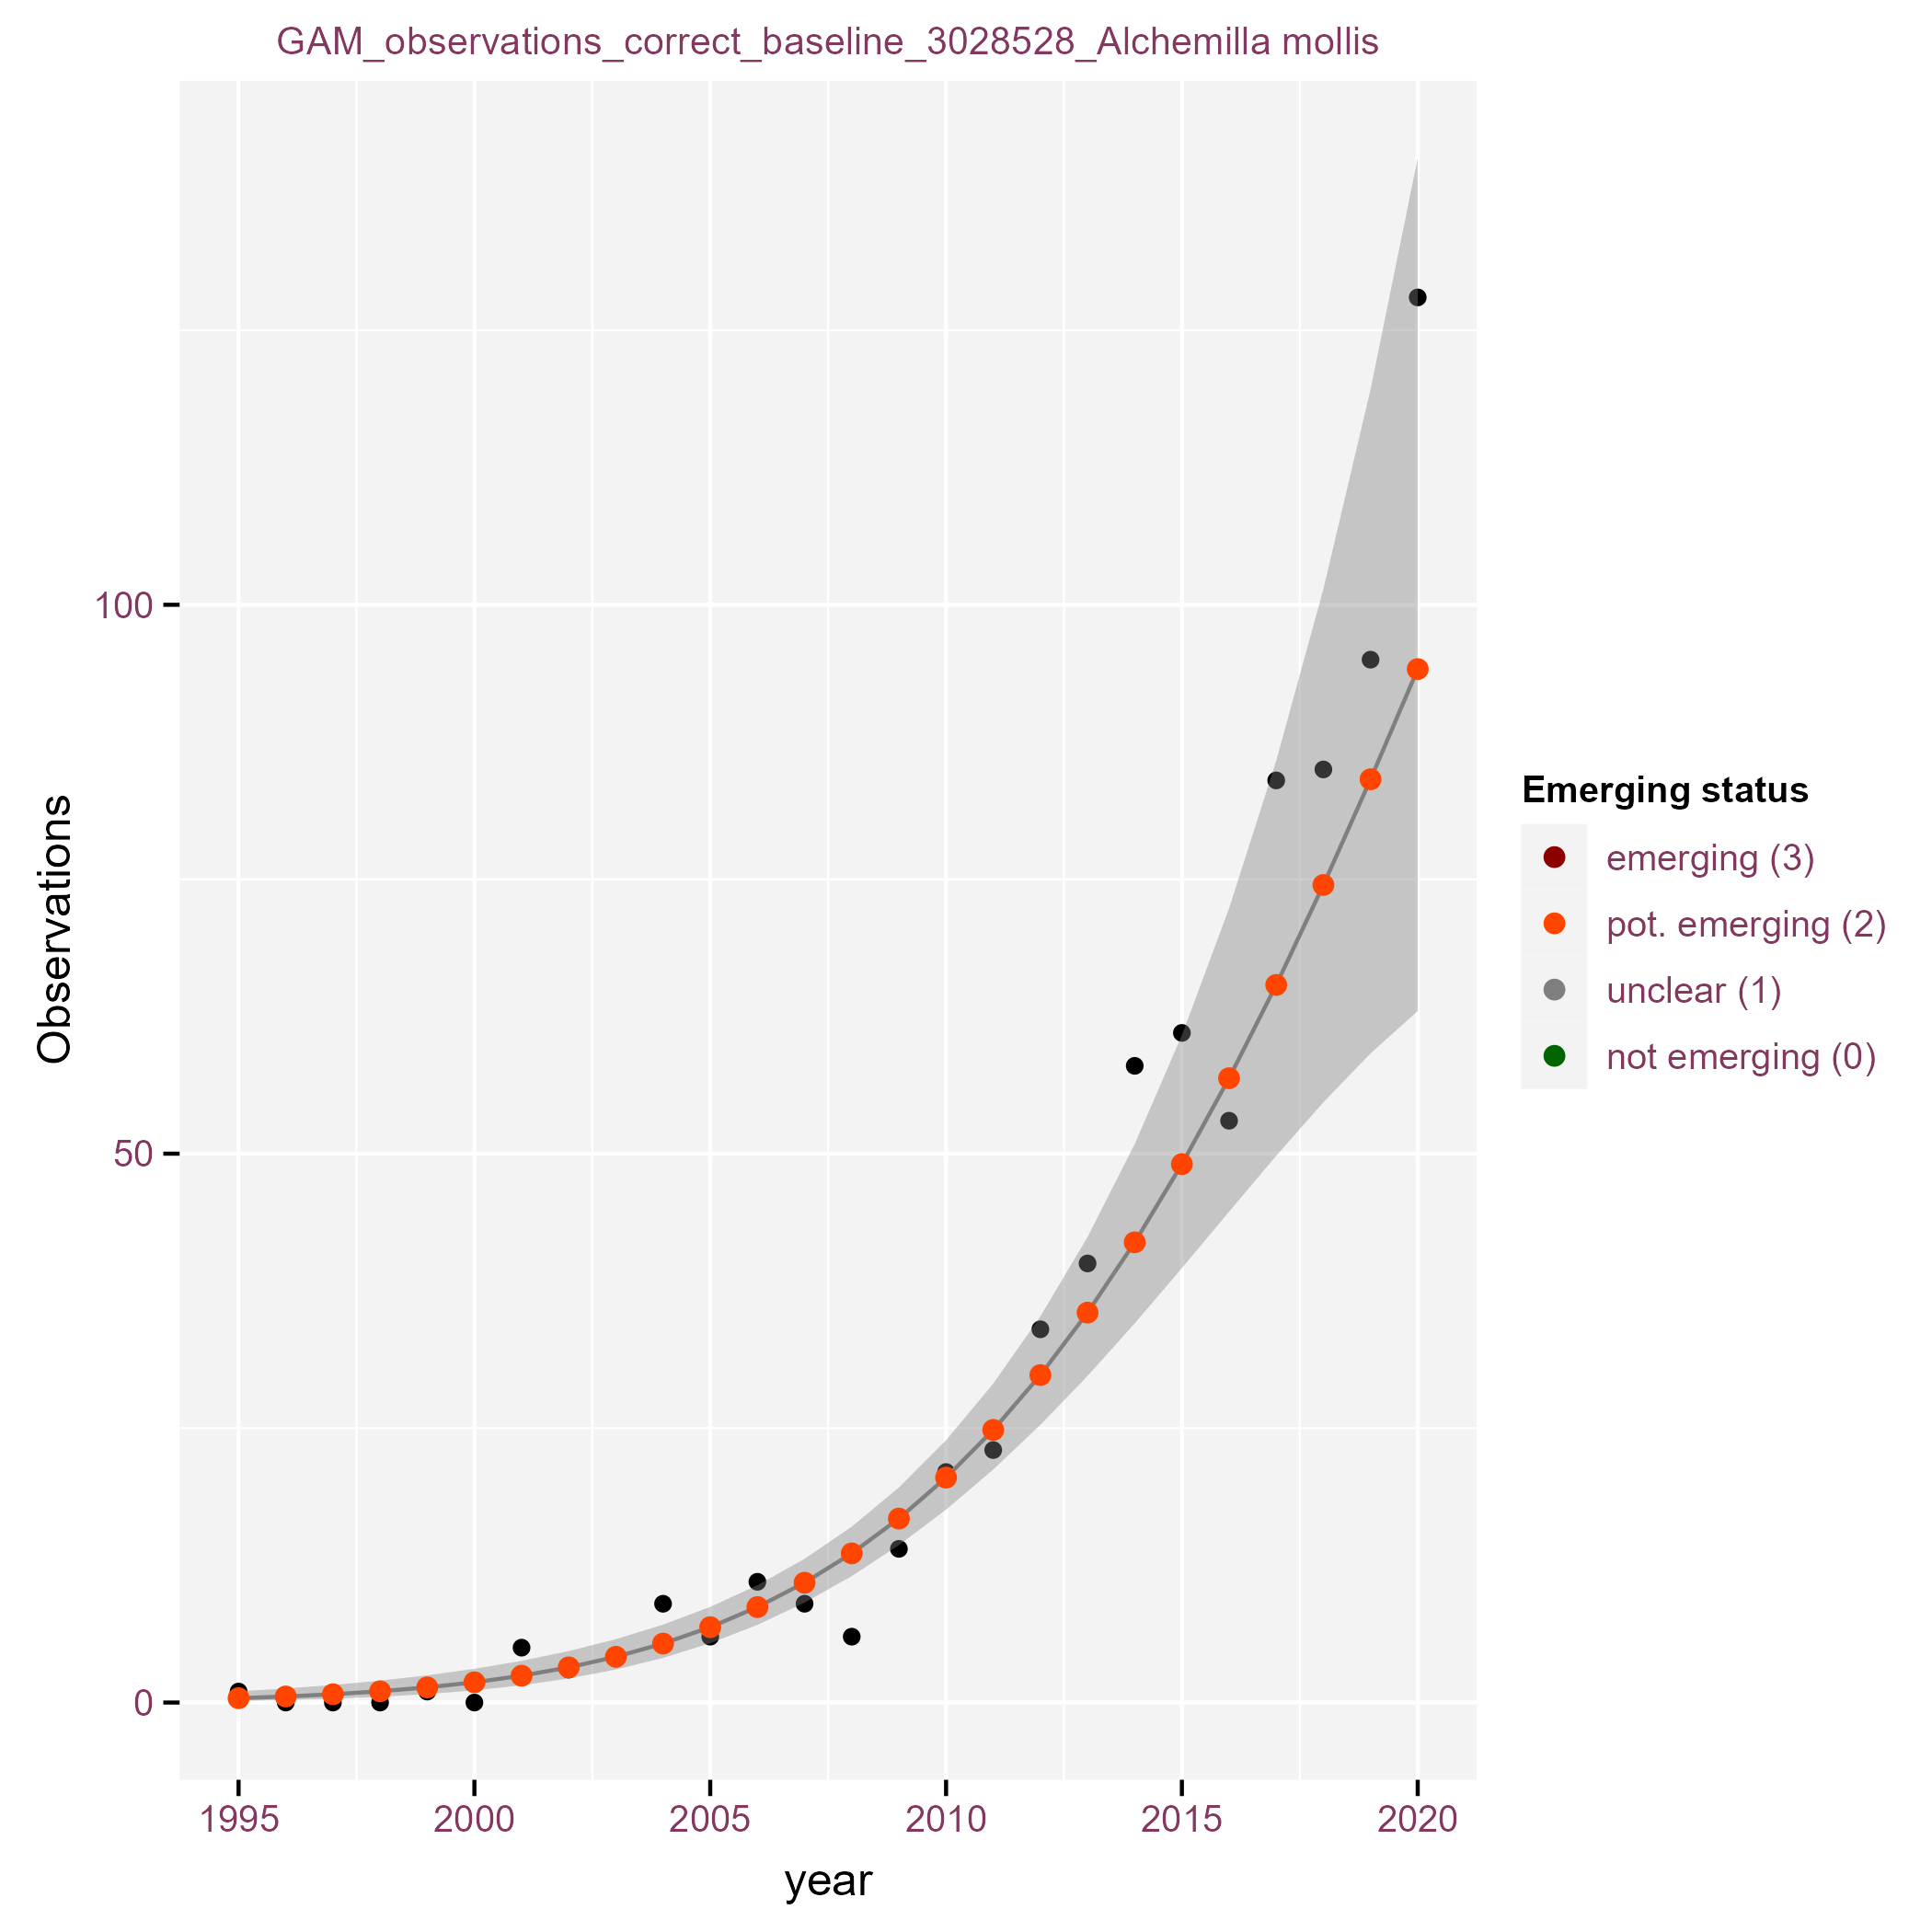 GAM_observations_correct_baseline_3028528_Alchemilla mollis
Observations
100
50
0
1995 2000 2005 2010 2015 2020
year
Emerging status
emerging (3)
pot. emerging (2)
unclear (1)
not emerging (0)